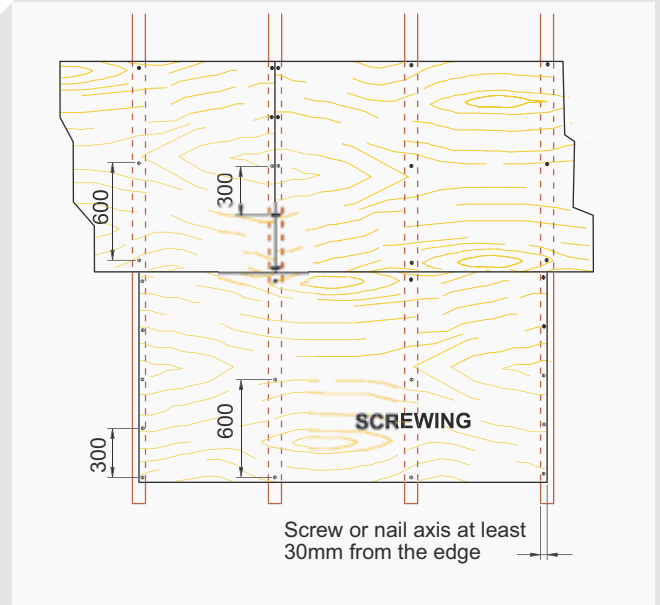 600
300
600
SCREWING
300
Screw or nail axis at least
30mm from the edge